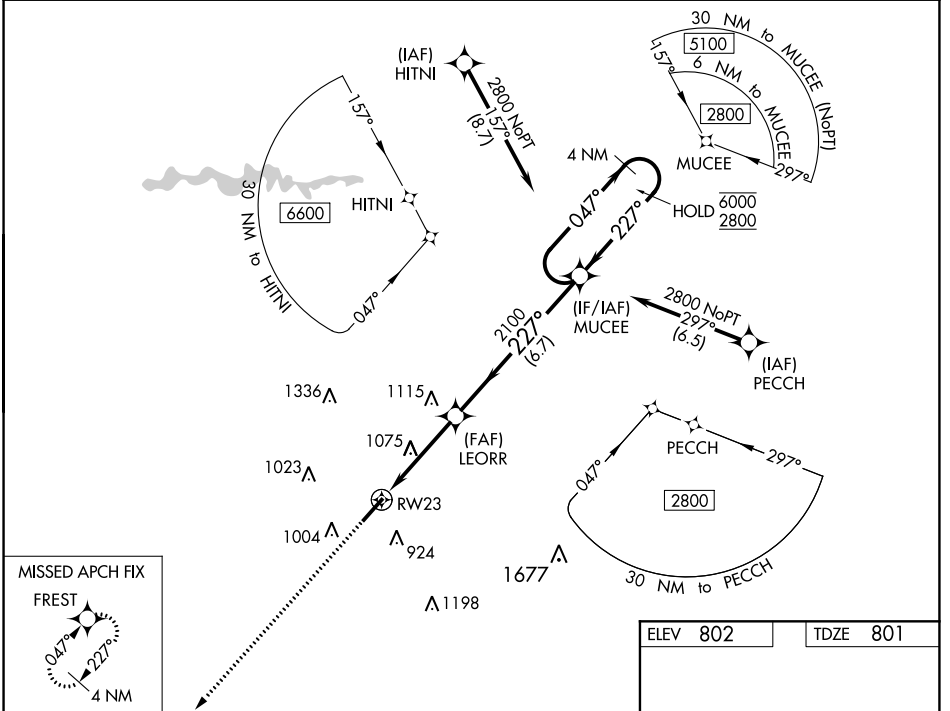 (IAF)
HITNI
2800 NoPT
157°
(8.7)
30 NM to MUCEE (NoPT)
5100
157°
6 NM to MUCEE
2800
MUCEE
297°
157°
30 NM to HITNI
6600
HITNI
047°
4 NM
047°
227°
HOLD 6000
2800
(IF/IAF)
MUCEE
2100
227°
(6.7)
2800 NoPT
297°
(6.5)
(IAF)
PECCH
1336
1115
(FAF)
LEORR
1075
1023
RW23
1004
924
1677
1198
PECCH
047°
297°
2800
30 NM to PECCH
MISSED APCH FIX
FREST
047°
227°
4 NM
ELEV 802
TDZE 801